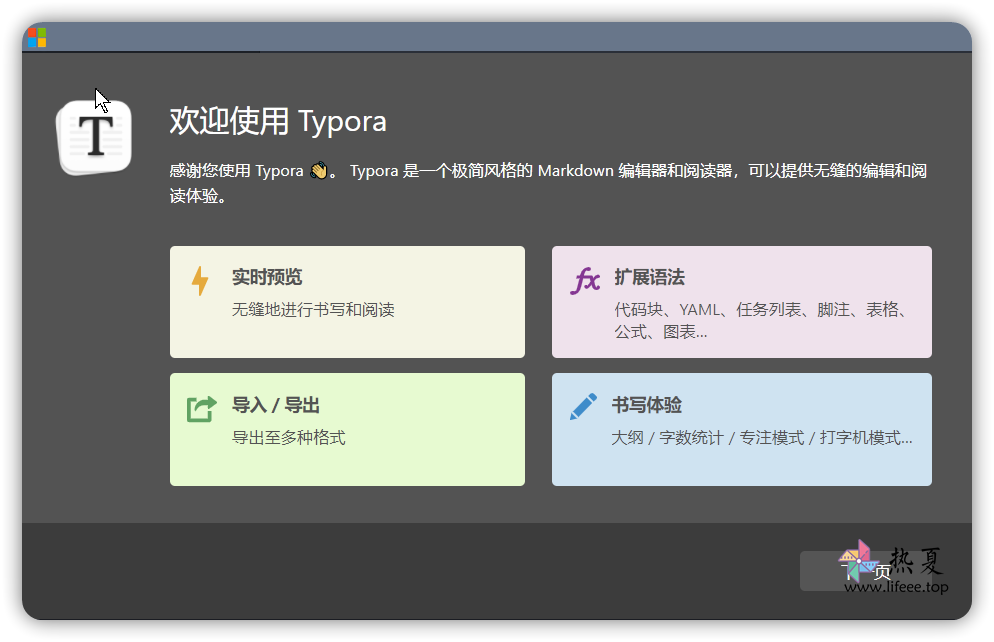 T
欢迎使用 Typora
感谢您使用 Typora 👋。 Typora 是一个极简风格的 Markdown 编辑器和阅读器，可以提供无缝的编辑和阅
读体验。
实时预览
无缝地进行书写和阅读
fx 扩展语法
代码块、YAML、任务列表、脚注、表格、
公式、图表...
导入 / 导出
导出至多种格式
书写体验
大纲 / 字数统计 / 专注模式 / 打字机模式...
下一页
热夏
www.lifeee.top